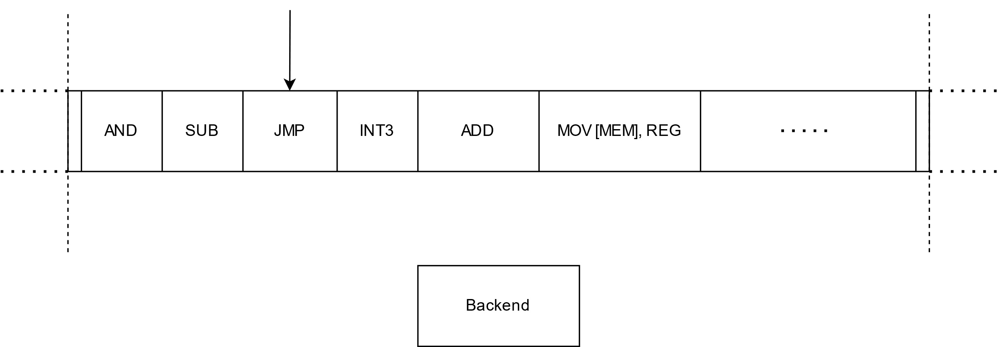 AND SUB JMP INT3 ADD MOV [MEM], REG .....
Backend